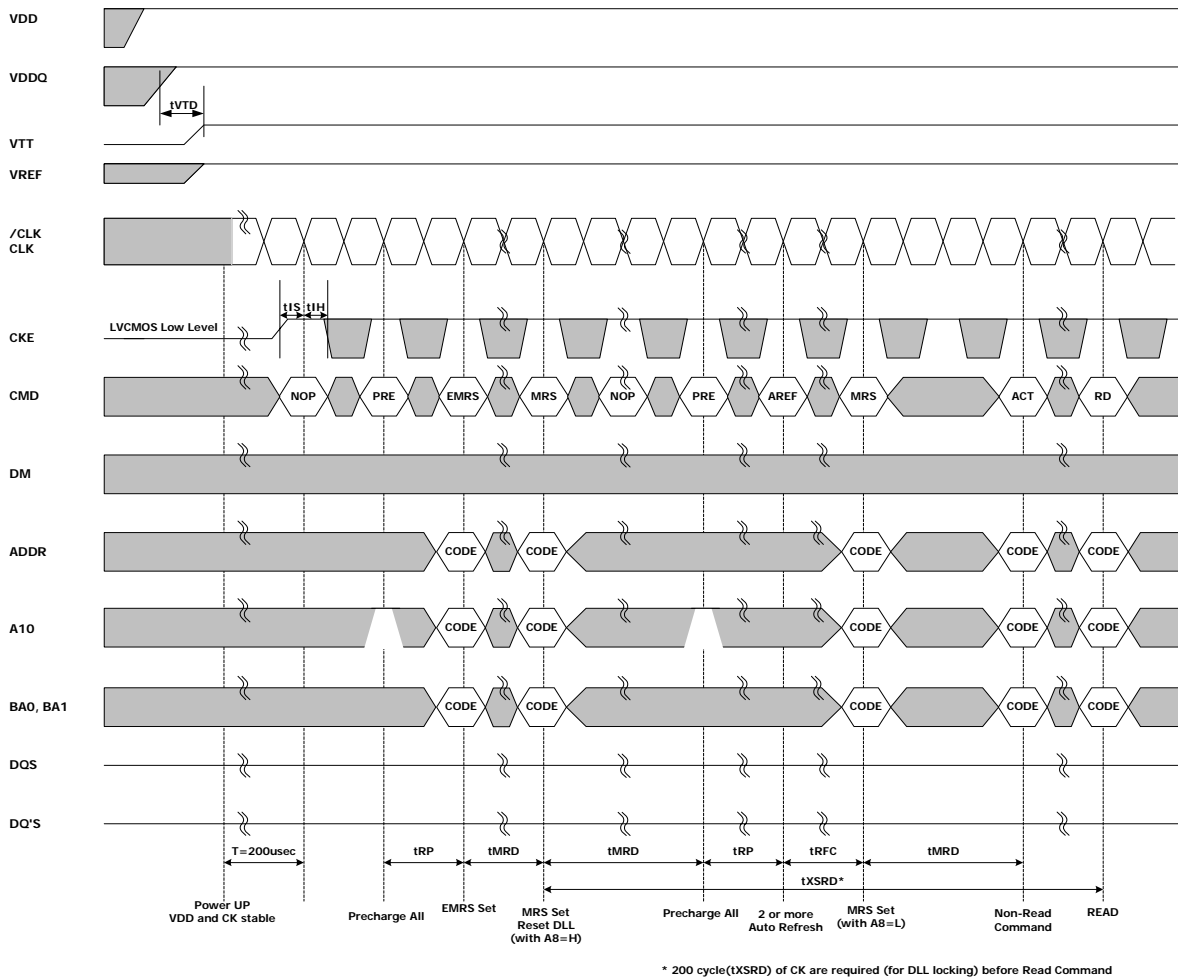 VDD
VDDQ
tVTD
VTT
VREF
/CLK
CLK
tIS tIH
LVCMOS Low Level
CKE
CMD NOP PRE EMRS MRS NOP PRE AREF MRS ACT RD
DM
ADDR CODE CODE CODE CODE CODE
A10 CODE CODE CODE CODE CODE
BA0, BA1 CODE CODE CODE CODE CODE
DQS
DQ'S
T=200usec tRP tMRD tMRD tRP tRFC tMRD
tXSRD*
Power UP
VDD and CK stable
Precharge All
EMRS Set
MRS Set
Reset DLL
(with A8=H)
Precharge All
2 or more
Auto Refresh
MRS Set
(with A8=L)
Non-Read
Command
READ
* 200 cycle(tXSRD) of CK are required (for DLL locking) before Read Command